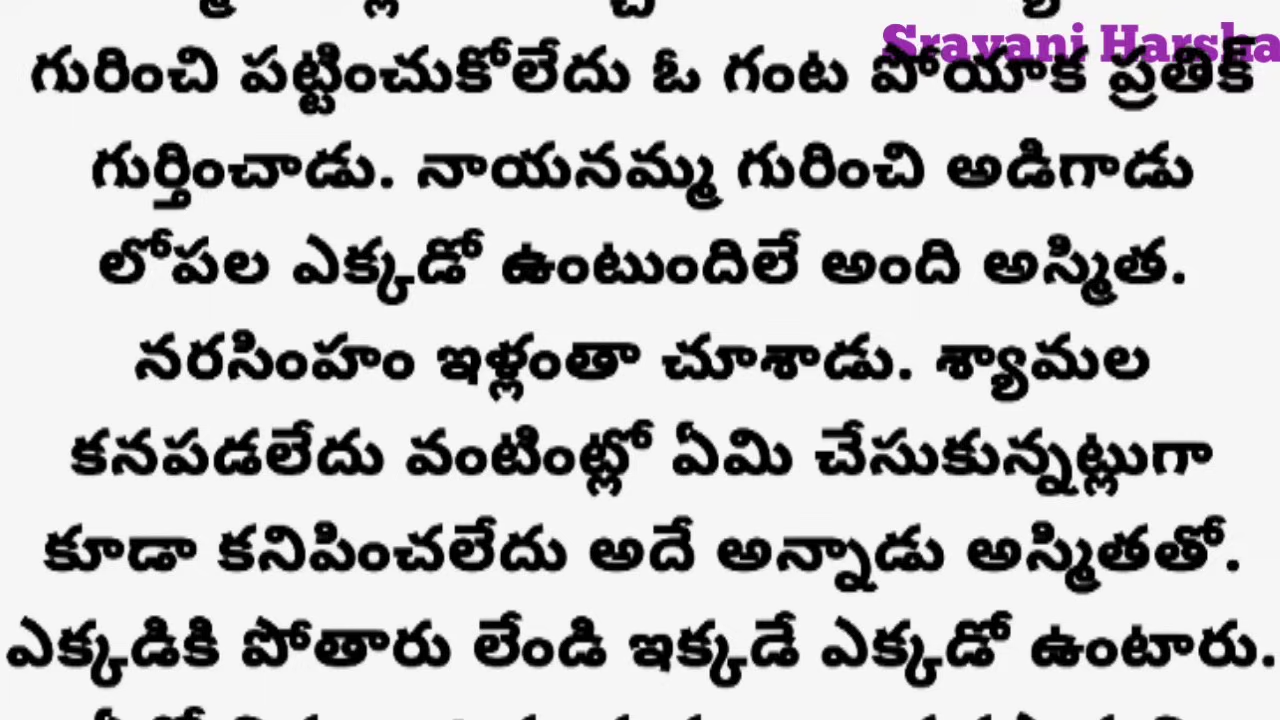 Sravani Harsha
గురించి పట్టించుకోలేదు ఓ గంట పోయాక ప్రతీక్
గుర్తించాడు. నాయనమ్మ గురించి అడిగాడు
లోపల ఎక్కడో ఉంటుందిలే అంది అస్మిత.
నరసింహం ఇళ్లంతా చూశాడు. శ్యామల
కనపడలేదు వంటింట్లో ఏమి చేసుకున్నట్లుగా
కూడా కనిపించలేదు అదే అన్నాడు అస్మితతో.
ఎక్కడికి పోతారు లేండి ఇక్కడే ఎక్కడో ఉంటారు.